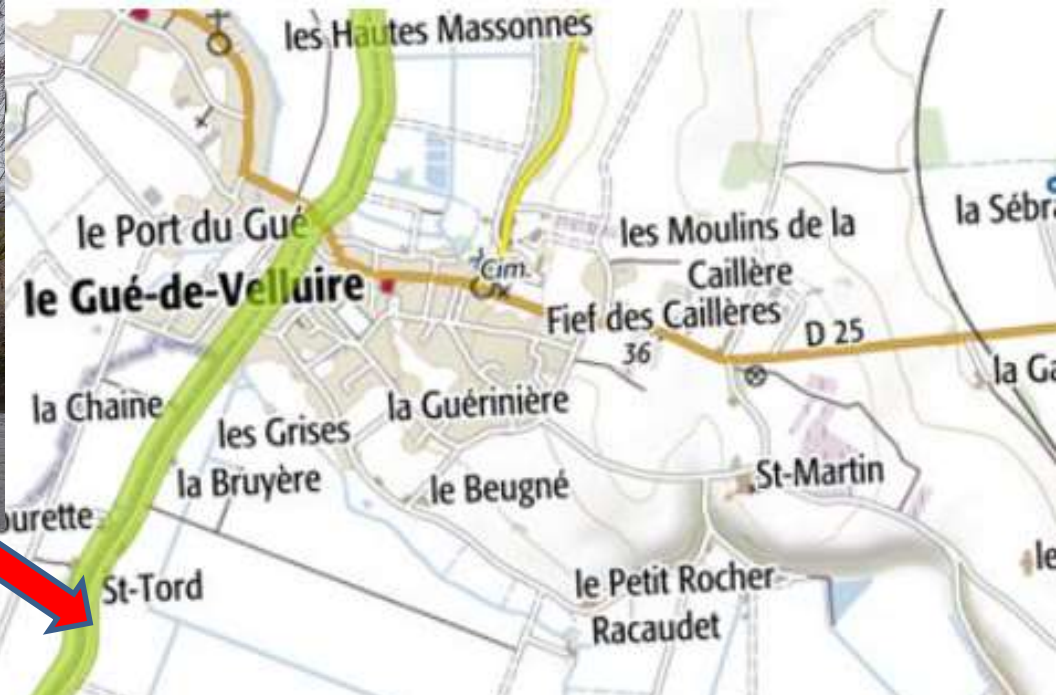 les Hautes Massonnes
le Port du Gué
le Gué-de-Velluire
Cim.
les Moulins de la
Caillère
Fief des Caillères
36
D 25
la Chaine
les Grises
la Guérinière
la Bruyère
le Beugné
St-Martin
St-Tord
le Petit Rocher
Racaudet